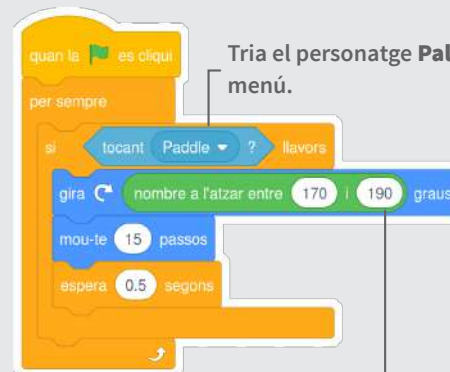 quan la es cliqui
Tria el personatge
menú.
per sempre
si tocant Paddle ? llavors
gira nombre a l'atzar entre 170 i 190 graus
mou-te 15 passos
espera 0.5 segons